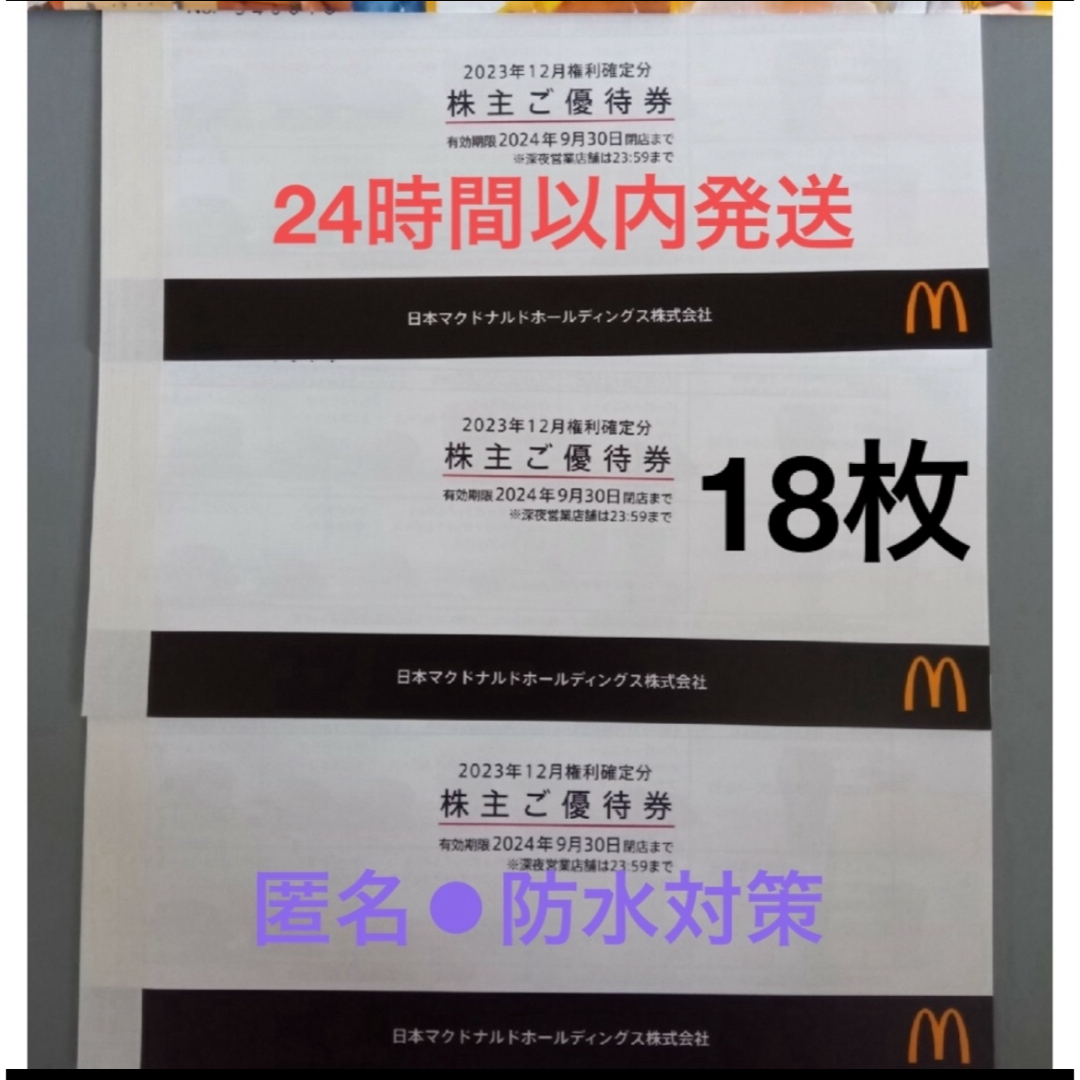 2023年12月権利確定分
株主ご優待券
有効期限2024年9月30日閉店まで
※深夜営業店舗は23:59まで
24時間以内発送
日本マクドナルドホールディングス株式会社
2023年12月権利確定分
株主ご優待券
有効期限2024年9月30日閉店まで
※深夜営業店舗は23:59まで
18枚
日本マクドナルドホールディングス株式会社
2023年12月権利確定分
株主ご優待券
有効期限2024年9月30日閉店まで
※深夜営業店舗は23:59まで
匿名●防水対策
日本マクドナルドホールディングス株式会社